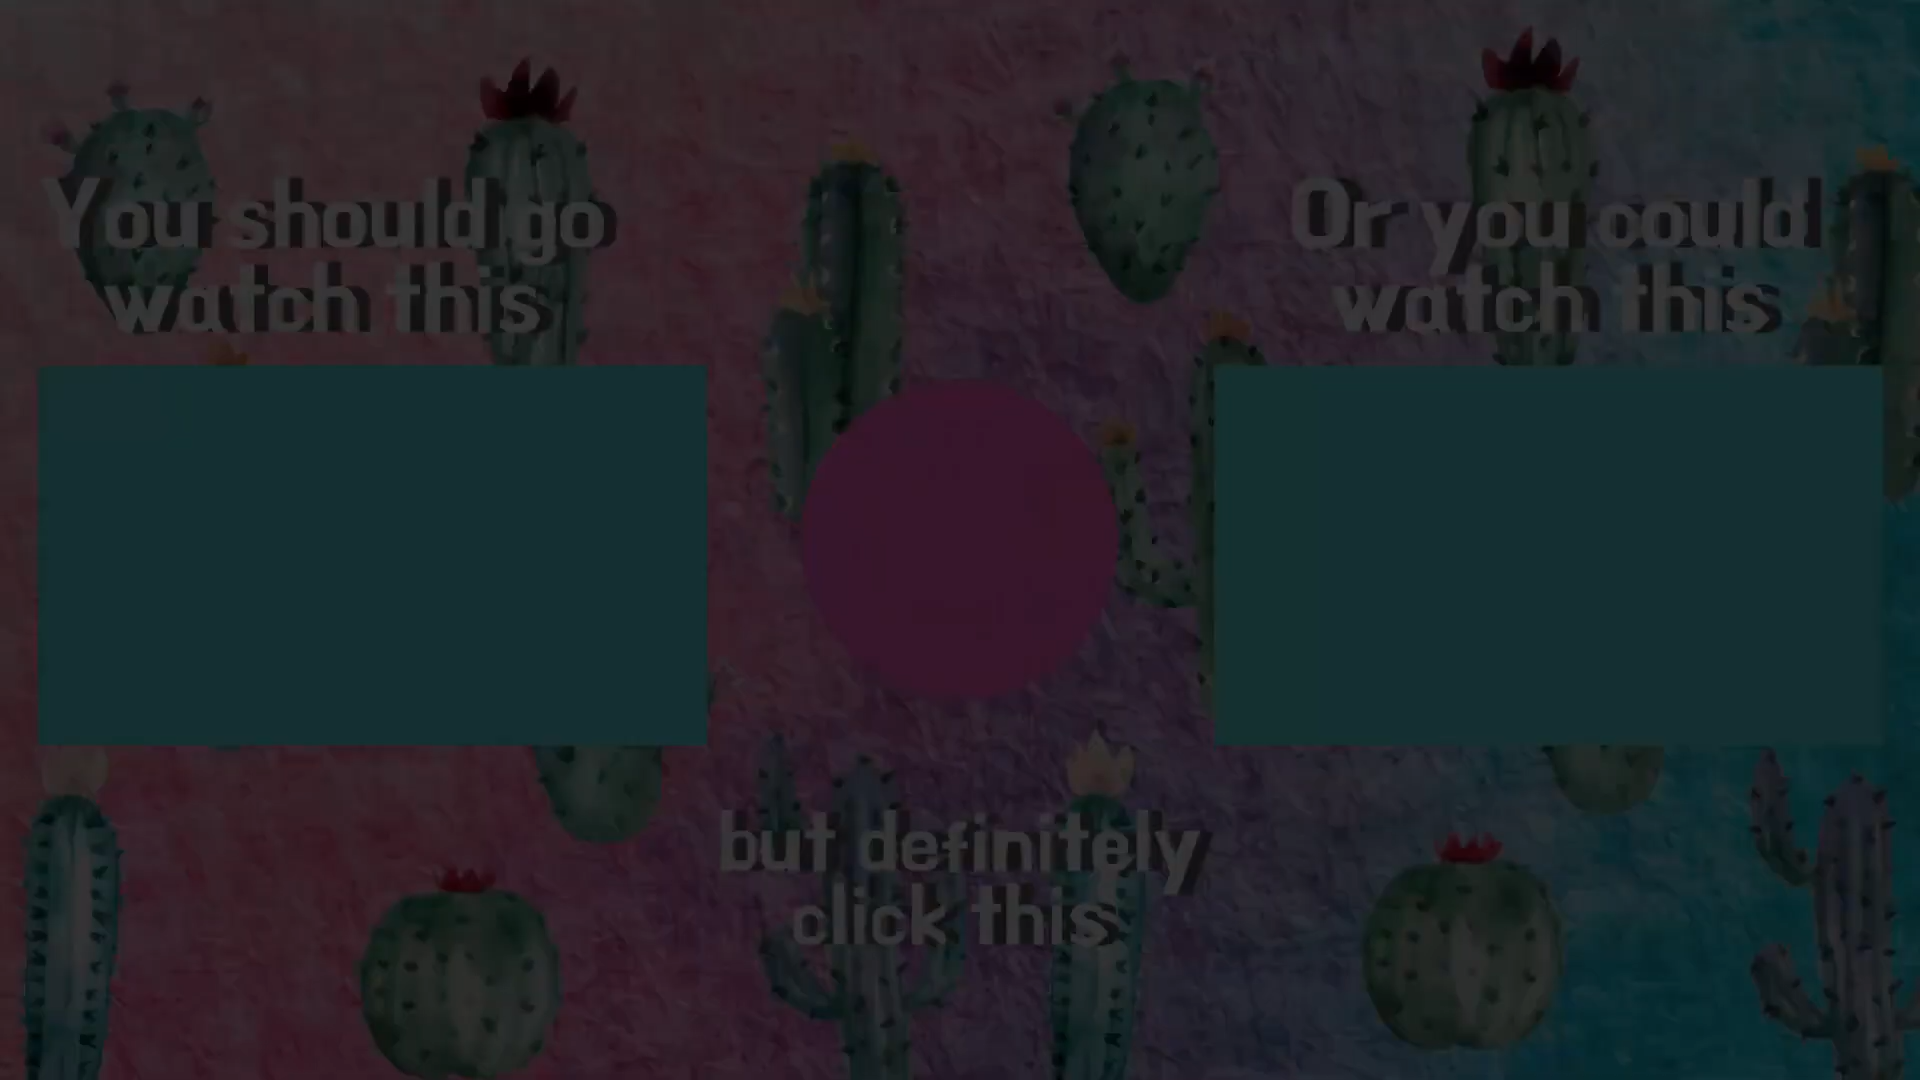 You should go
watch this
Or you could
watch this
but definitely
click this